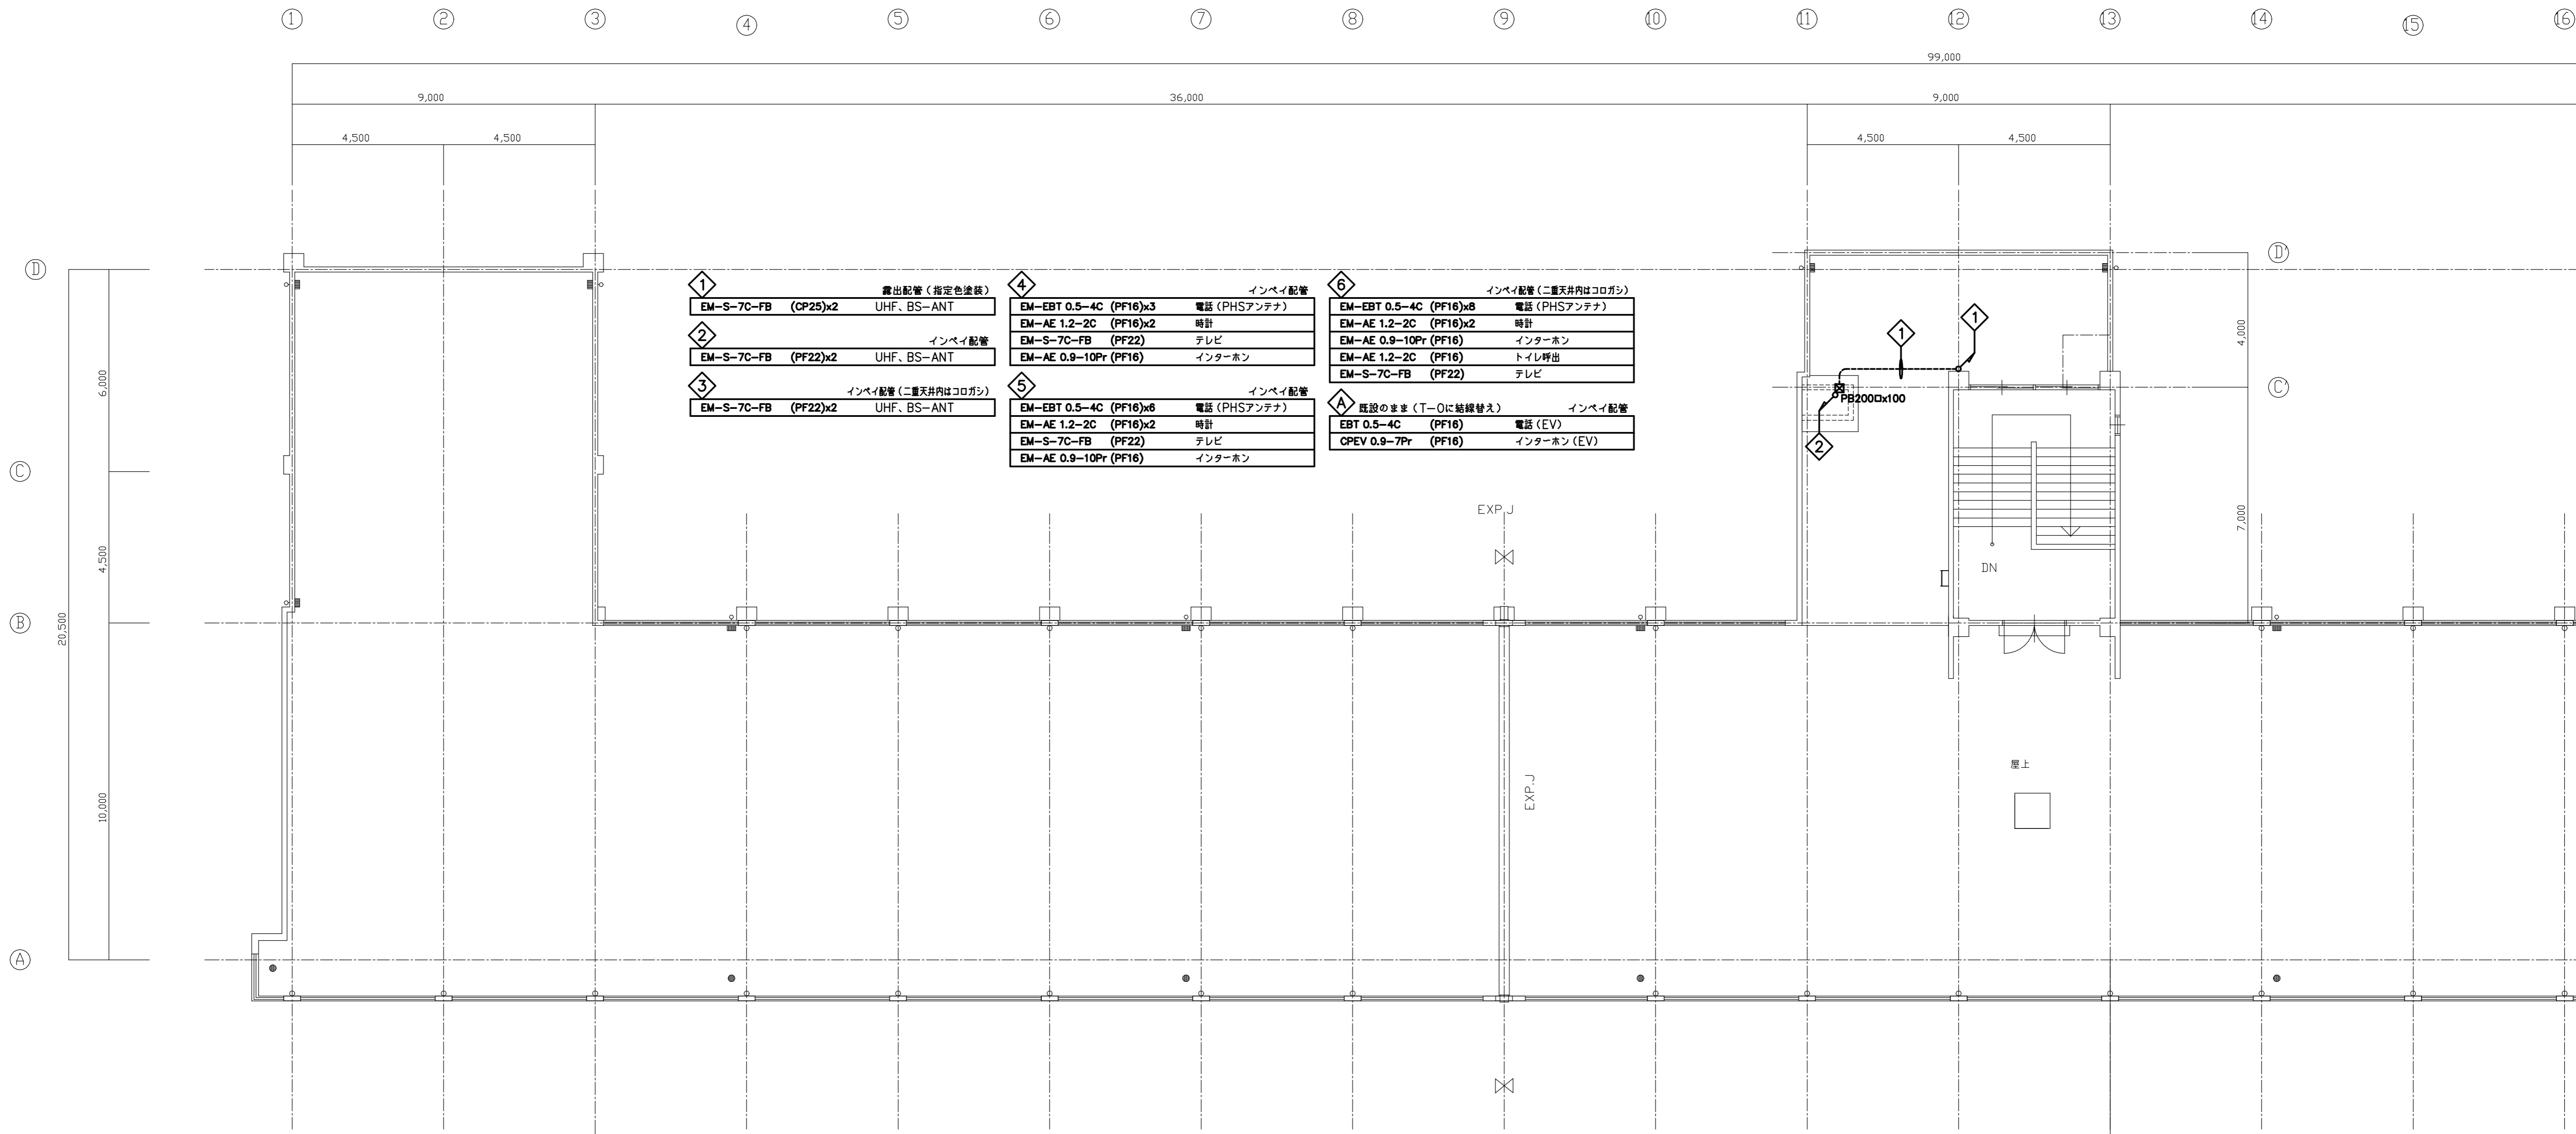 1 2 3 4 5 6 7 8 9 10 11 12 13 14 15 16
99,000
9,000 36,000 9,000
4,500 4,500 4,500 4,500
D
C
B
A
6,000
4,500
10,000
20,500
1 露出配管(指定色塗装)
EM-S-7C-FB (CP25)x2 UHF、BS-ANT
2 インペイ配管
EM-S-7C-FB (PF22)x2 UHF、BS-ANT
3 インペイ配管(二重天井内はコロガシ)
EM-S-7C-FB (PF22)x2 UHF、BS-ANT
4 インペイ配管
EM-EBT 0.5-4C (PF16)x3 電話(PHSアンテナ)
EM-AE 1.2-2C (PF16)x2 時計
EM-S-7C-FB (PF22) テレビ
EM-AE 0.9-10Pr (PF16) インターホン
5 インペイ配管
EM-EBT 0.5-4C (PF16)x6 電話(PHSアンテナ)
EM-AE 1.2-2C (PF16)x2 時計
EM-S-7C-FB (PF22) テレビ
EM-AE 0.9-10Pr (PF16) インターホン
6 インペイ配管(二重天井内はコロガシ)
EM-EBT 0.5-4C (PF16)x8 電話(PHSアンテナ)
EM-AE 1.2-2C (PF16)x2 時計
EM-AE 0.9-10Pr (PF16) インターホン
EM-AE 1.2-2C (PF16) トイレ呼出
EM-S-7C-FB (PF22) テレビ
A 既設のまま(T-Oに結線替え) インペイ配管
EBT 0.5-4C (PF16) 電話(EV)
CPEV 0.9-7Pr (PF16) インターホン(EV)
1
1
2
PB200□x100
D'
C'
4,000
7,000
EXP.J
EXP.J
DN
屋上